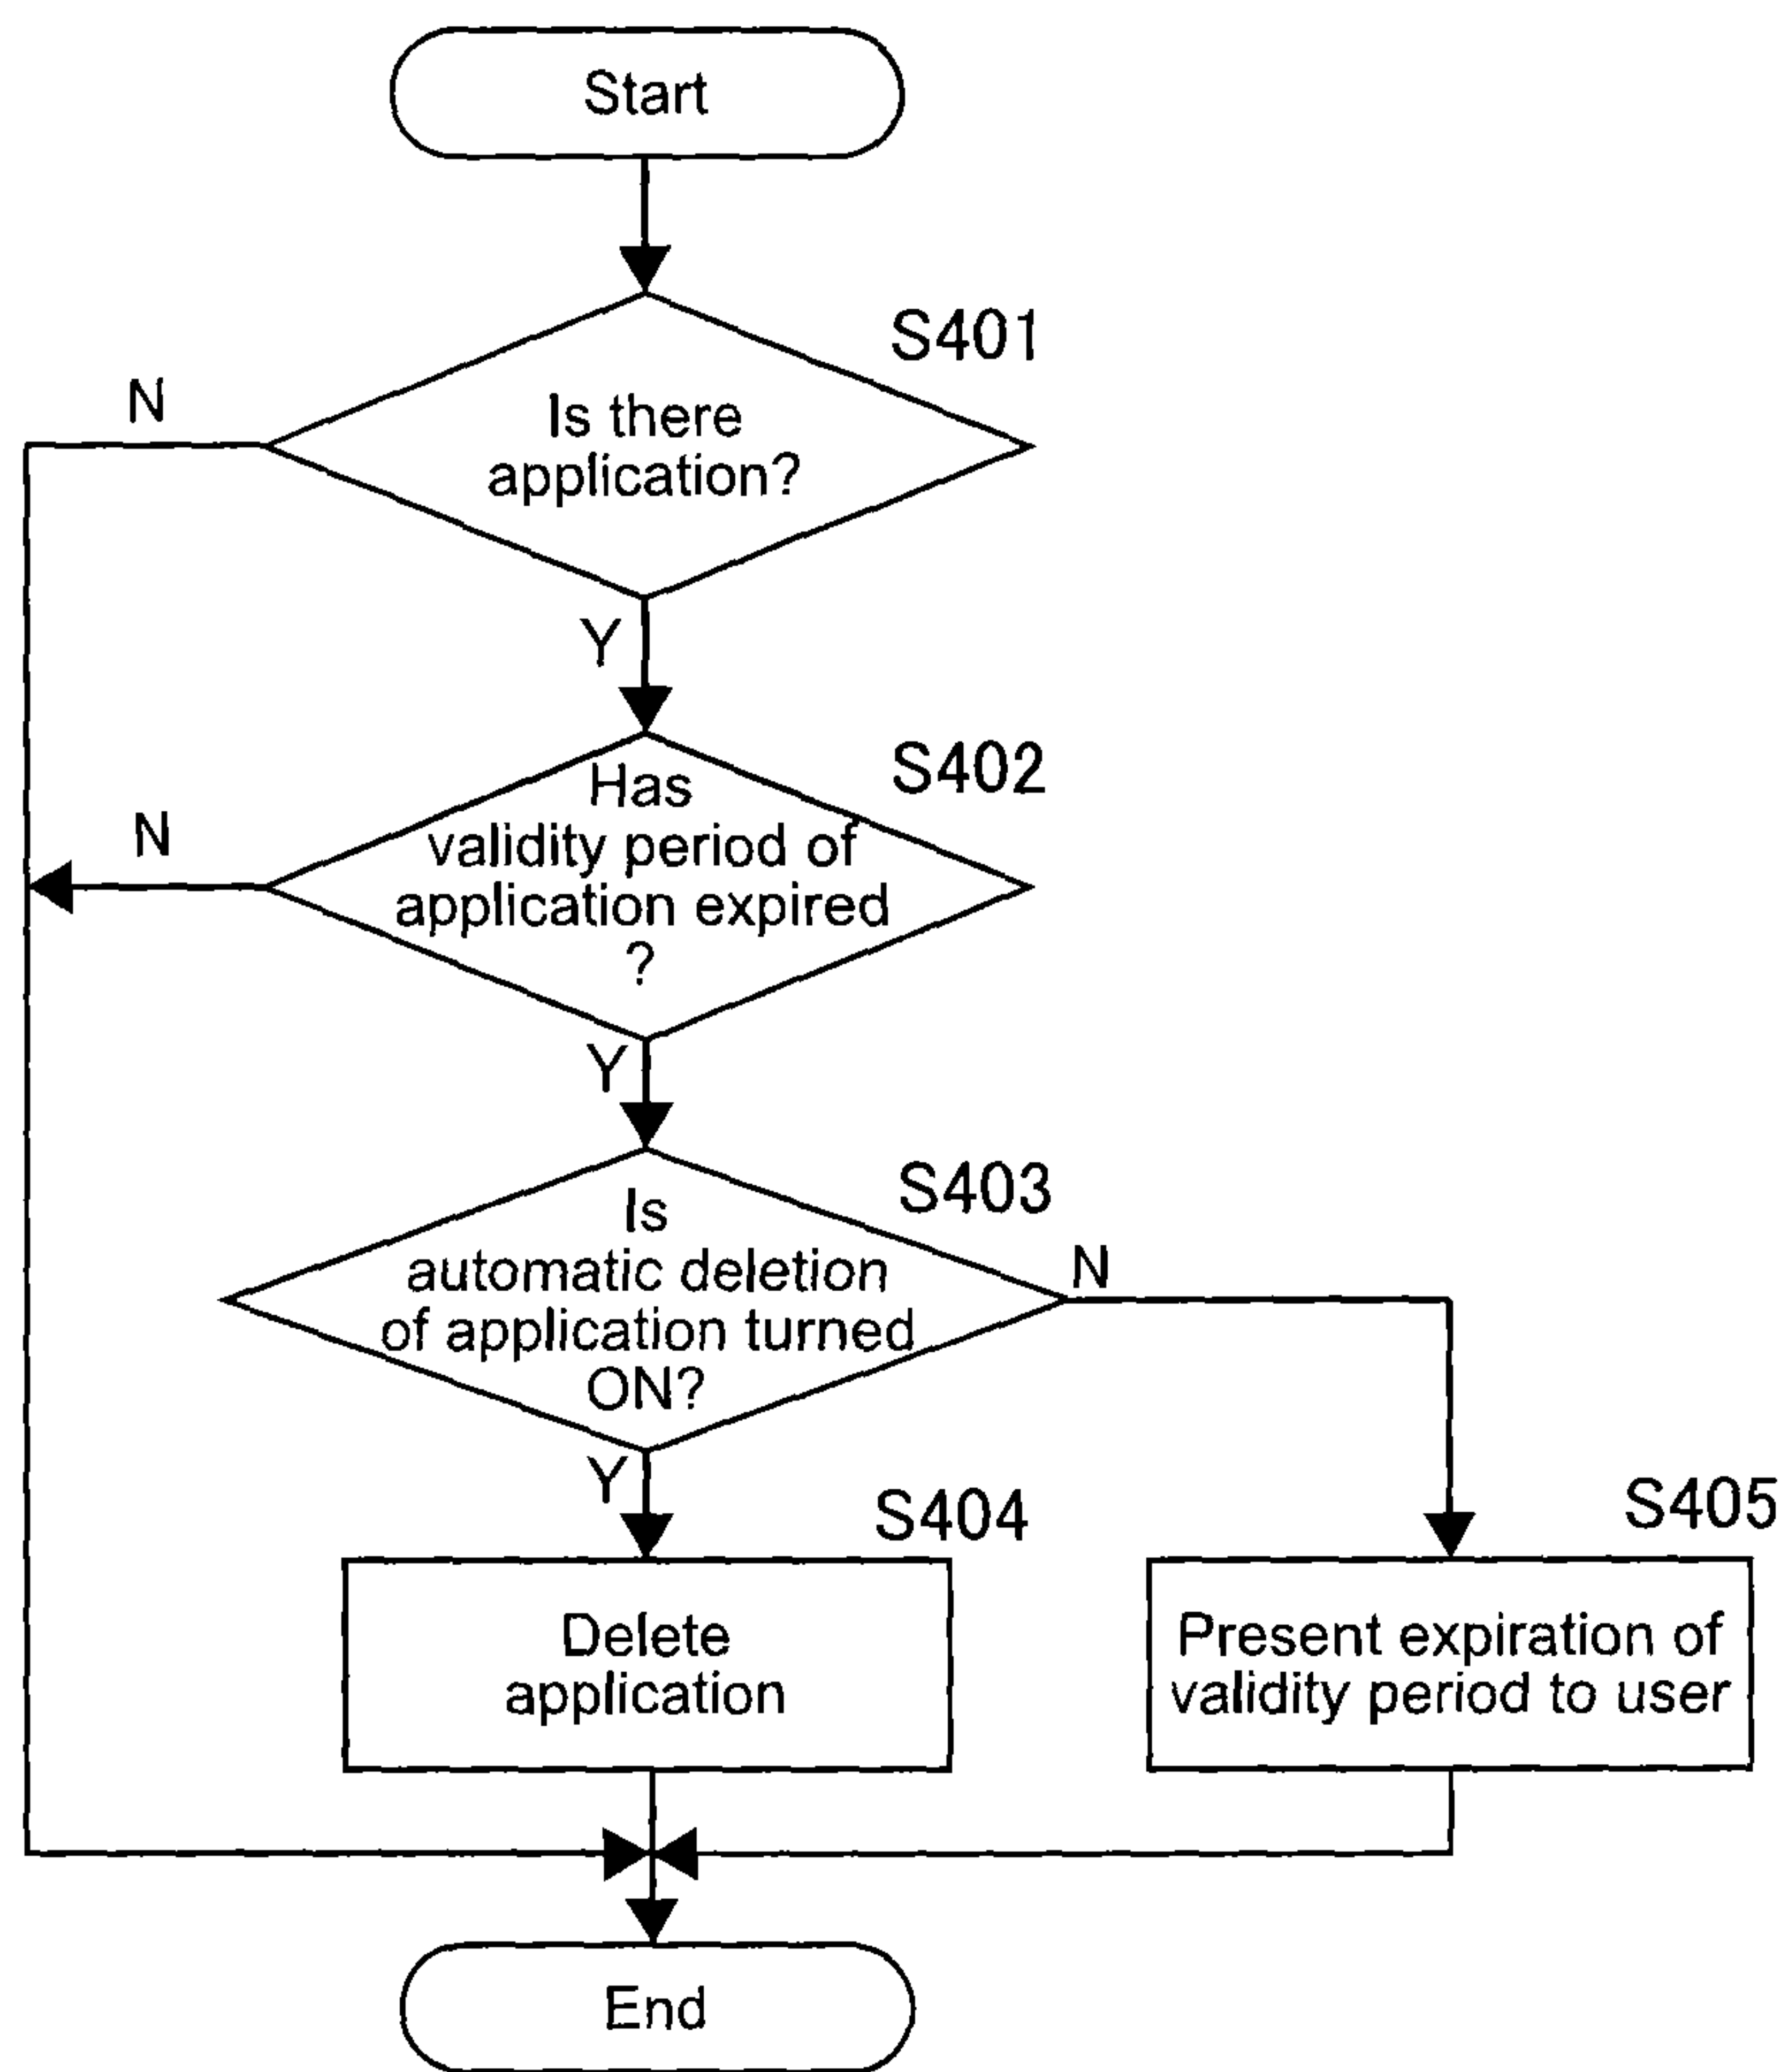 Start
S401
N
Is there
application?
Y
S402
Has
N
validity period of
application expired
?
Y
S403
Is
N
automatic deletion
of application turned
ON?
Y
S404
S405
Delete
application
Present expiration of
validity period to user
End